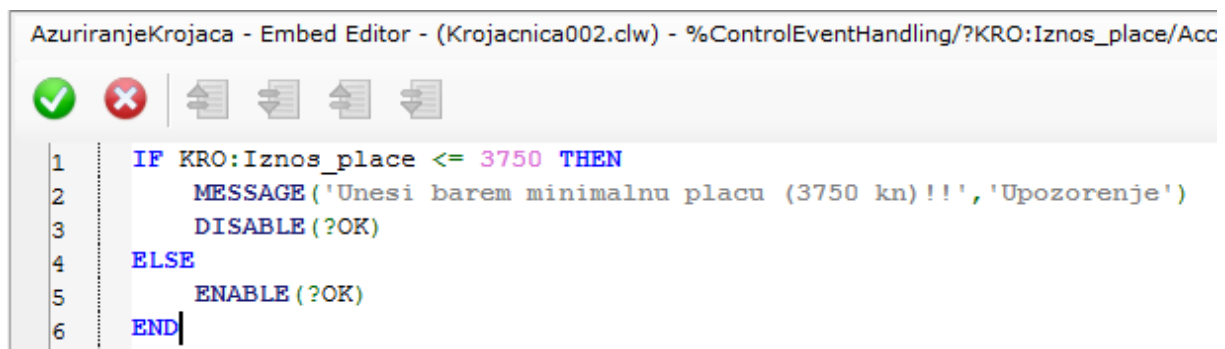 AzuriranjeKrojaca - Embed Editor - (Krojacnica002.clw) - %ControlEventHandling/?KRO:Iznos_place/Acc
1 IF KRO:Iznos_place <= 3750 THEN
2 MESSAGE('Unesi barem minimalnu placu (3750 kn)!!','Upozorenje')
3 DISABLE(?OK)
4 ELSE
5 ENABLE(?OK)
6 END